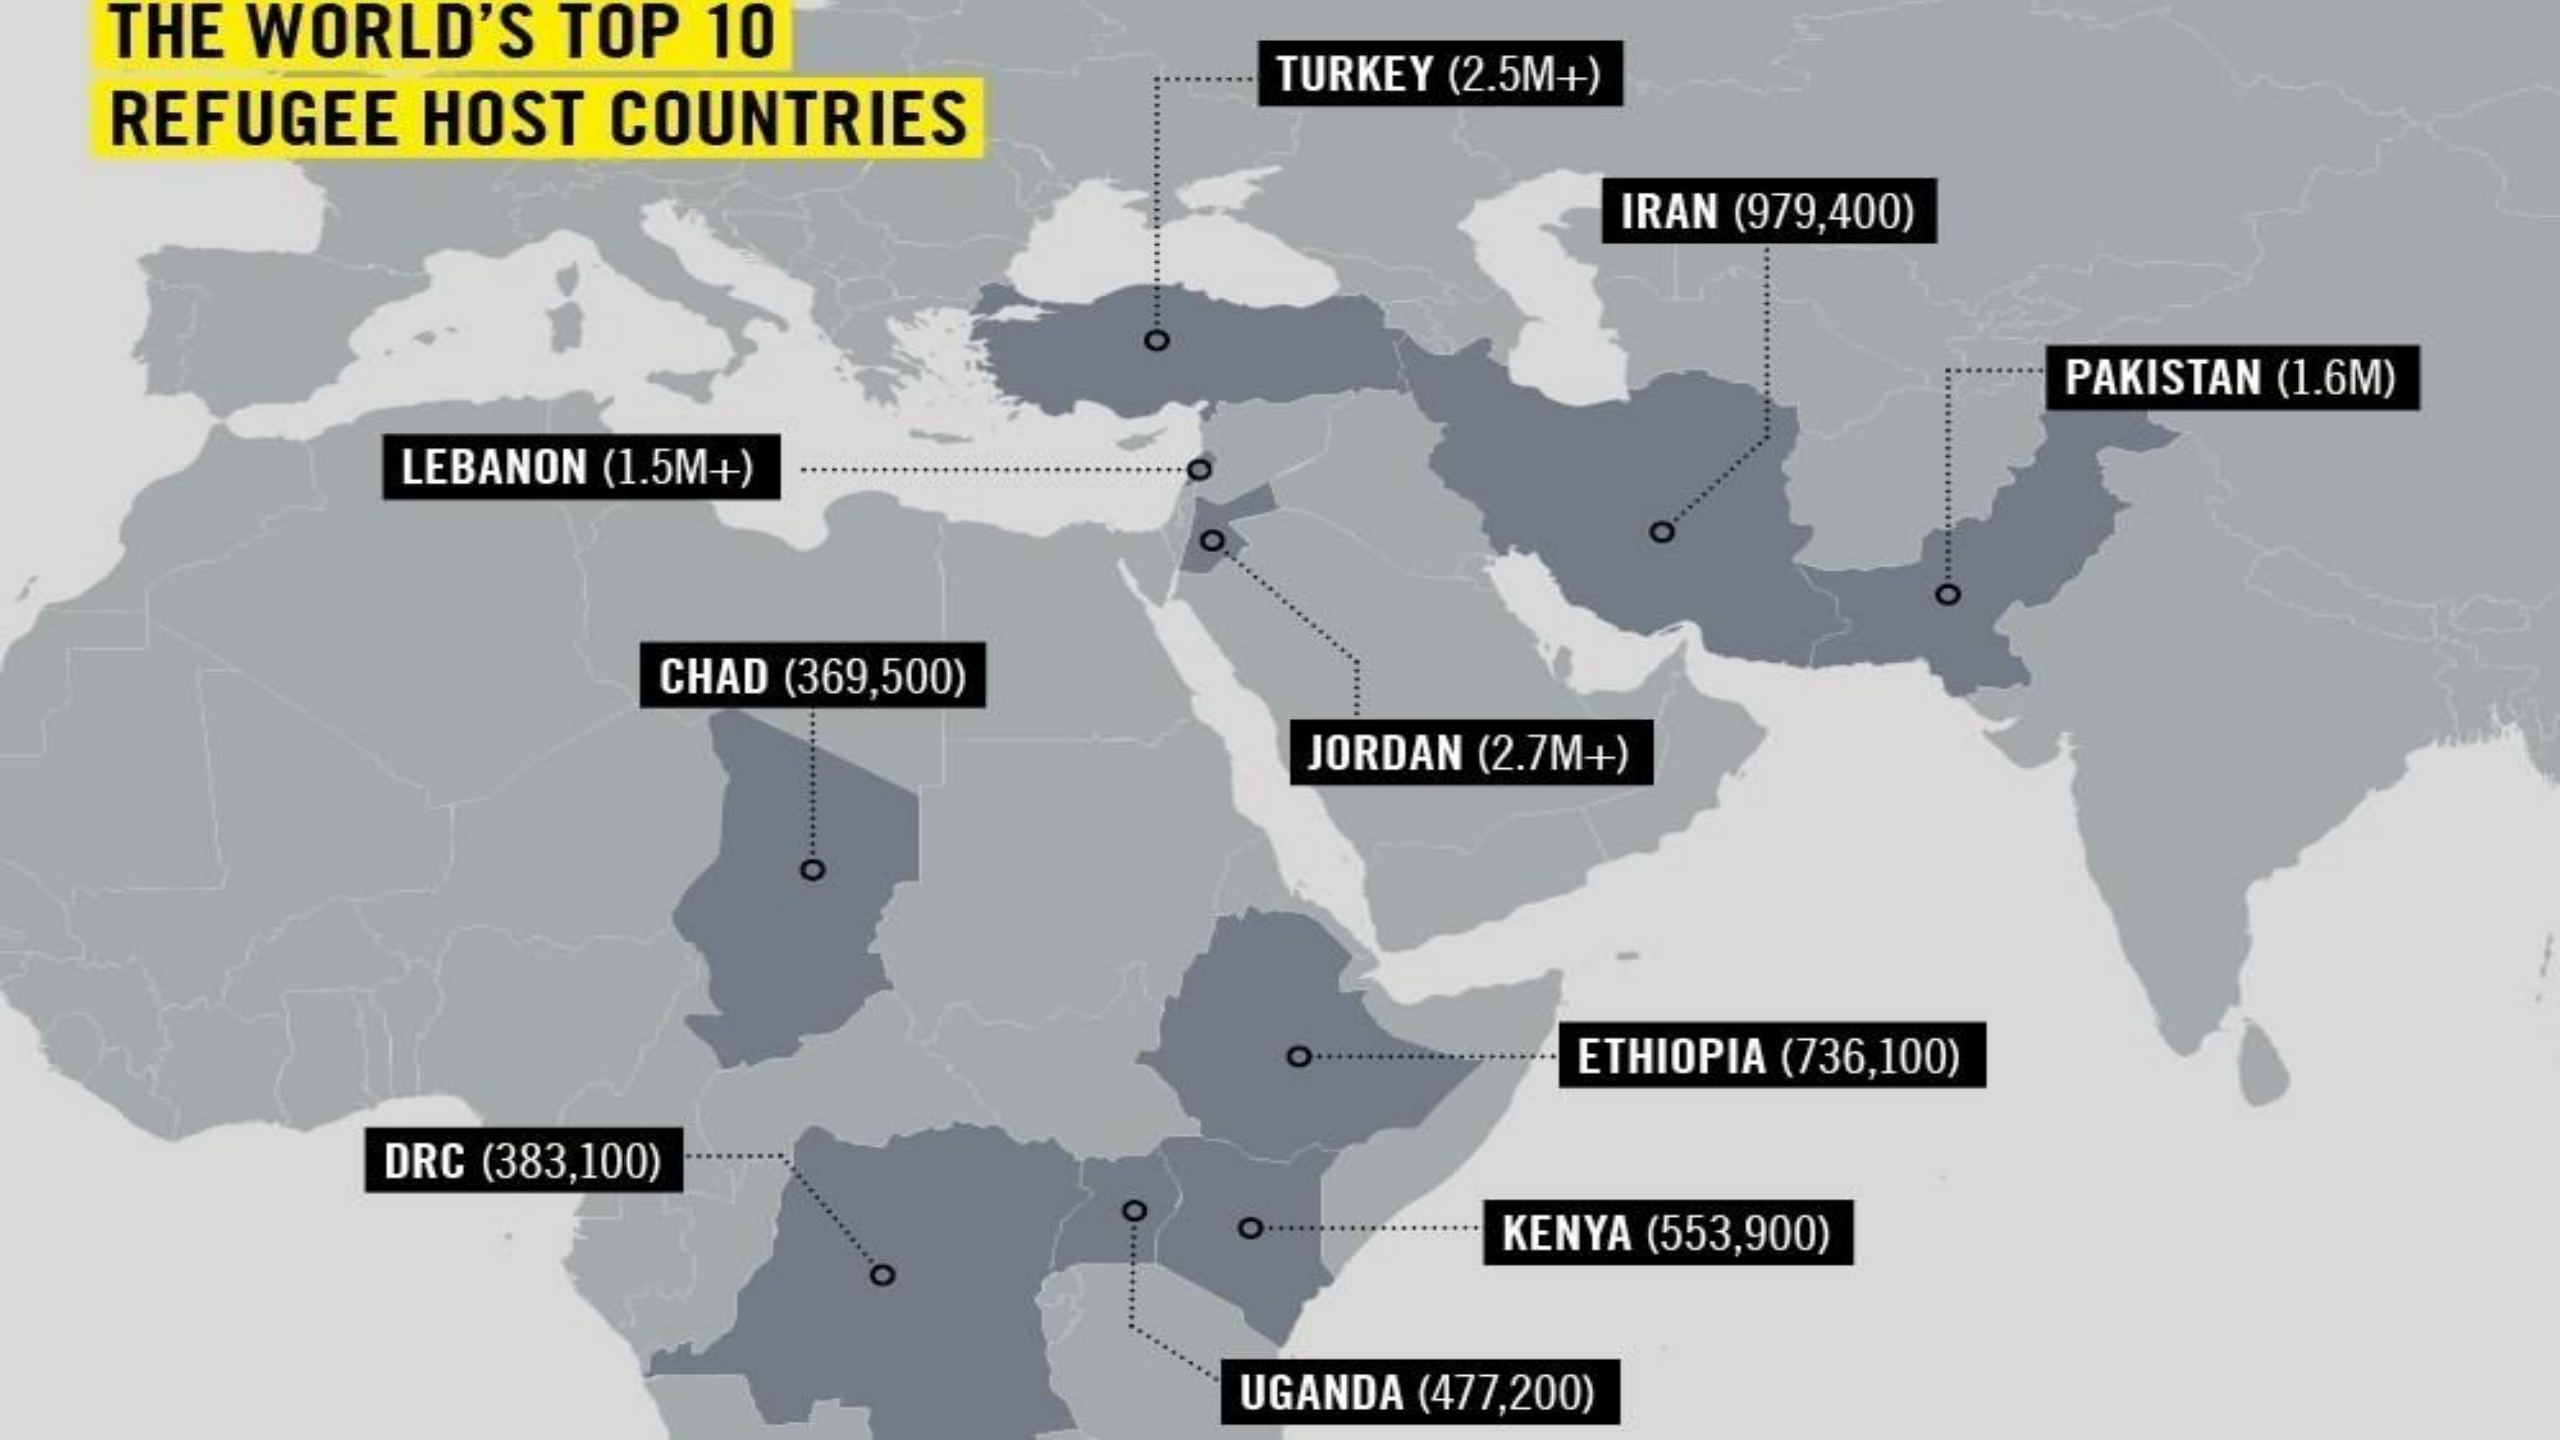 THE WORLD'S TOP 10
REFUGEE HOST COUNTRIES
TURKEY (2.5M+)
IRAN (979,400)
PAKISTAN (1.6M)
LEBANON (1.5M+)
CHAD (369,500)
JORDAN (2.7M+)
ETHIOPIA (736,100)
DRC (383,100)
KENYA (553,900)
UGANDA (477,200)